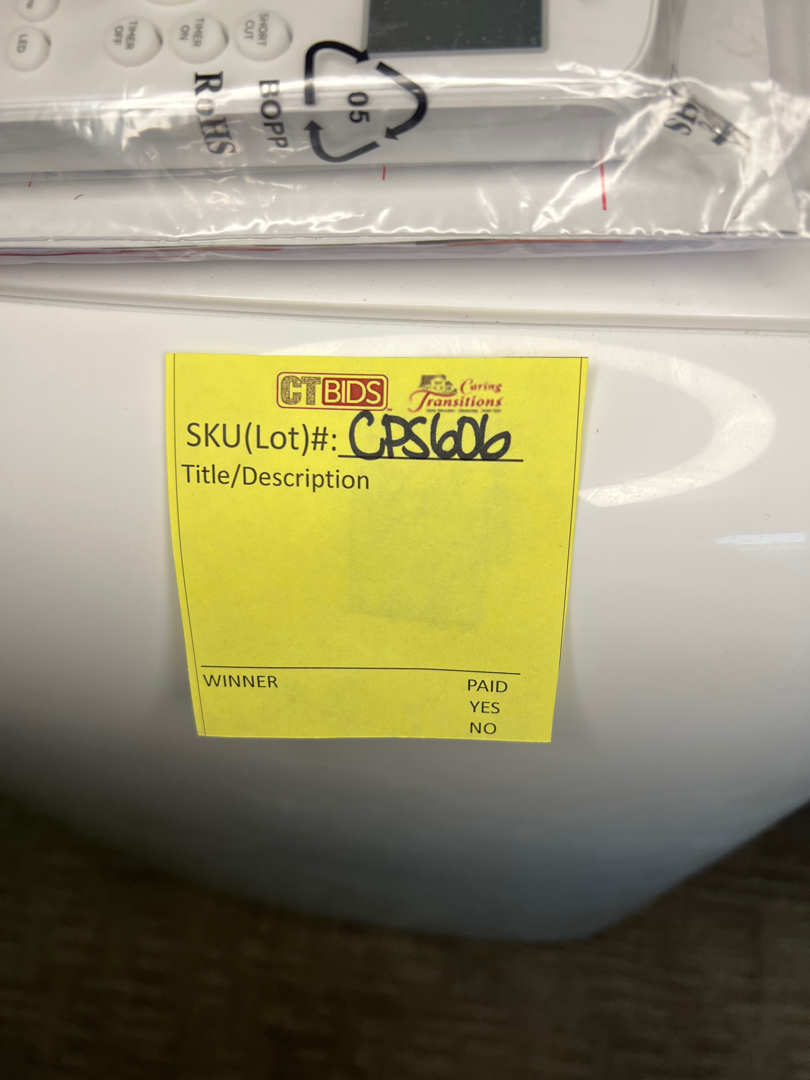 LED
TIMER OFF
TIMER ON
SHORT CUT
RoHS
BOPP
05
CTBIDS
Caring
Transitions
SKU(Lot)#: CPS606
Title/Description
WINNER
PAID
YES
NO